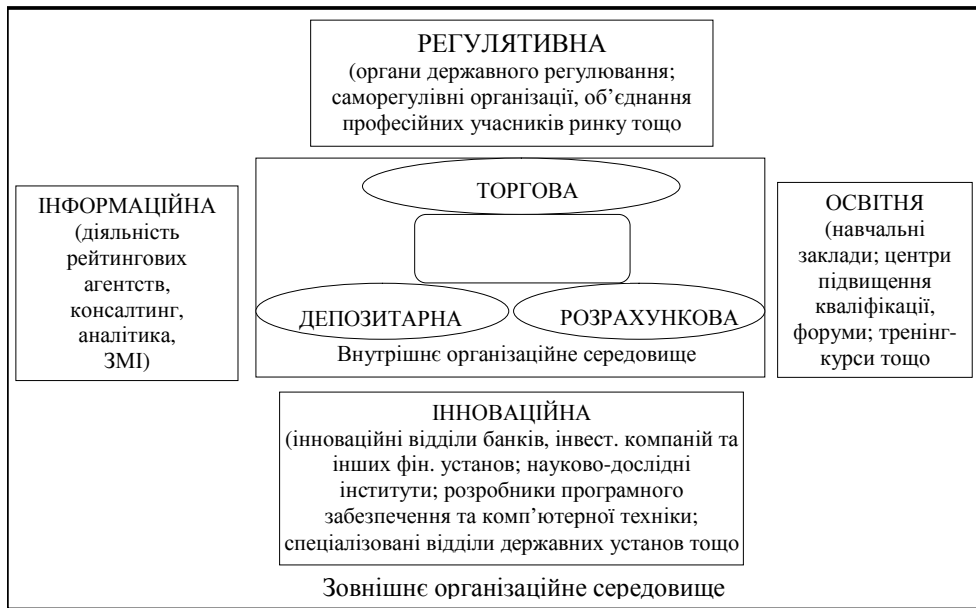 РЕГУЛЯТИВНА
(органи державного регулювання;
саморегулівні організації, об’єднання
професійних учасників ринку тощо
ІНФОРМАЦІЙНА
(діяльність
рейтингових
агентств,
консалтинг,
аналітика,
ЗМІ)
ТОРГОВА
ДЕПОЗИТАРНА
РОЗРАХУНКОВА
Внутрішнє організаційне середовище
ОСВІТНЯ
(навчальні
заклади; центри
підвищення
кваліфікації,
форуми; тренінг-
курси тощо
ІННОВАЦІЙНА
(інноваційні відділи банків, інвест. компаній та
інших фін. установ; науково-дослідні
інститути; розробники програмного
забезпечення та комп’ютерної техніки;
спеціалізовані відділи державних установ тощо
Зовнішнє організаційне середовище